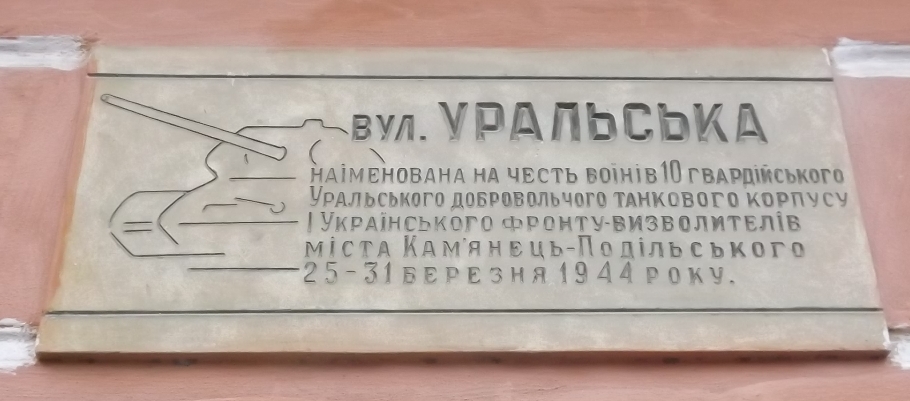 вул. УРАЛЬСЬКА
НАЙМЕНОВАНА НА ЧЕСТЬ ВОЇНІВ 10 ГВАРДІЙСЬКОГО
УРАЛЬСЬКОГО ДОБРОВОЛЬЧОГО ТАНКОВОГО КОРПУСУ
І УКРАЇНСЬКОГО ФРОНТУ-ВИЗВОЛИТЕЛІВ
МІСТА КАМ'ЯНЕЦЬ-ПОДІЛЬСЬКОГО
25-31 БЕРЕЗНЯ 1944 РОКУ.